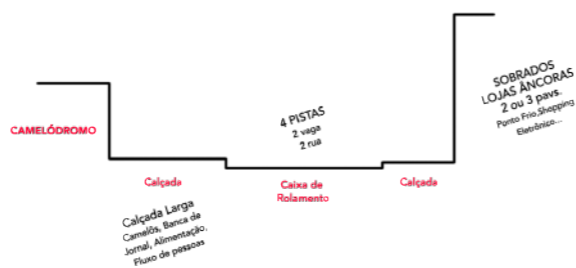 CAMELÓDROMO
Calçada
Calçada Larga
Camelôs, Banca de
Jornal, Alimentação,
Fluxo de pessoas
4 PISTAS
2 vaga
2 rua
Caixa de
Rolamento
Calçada
SOBRADOS
LOJAS ÂNCORAS
2 ou 3 pavs.
Ponto Frio,Shopping
Eletrônico...